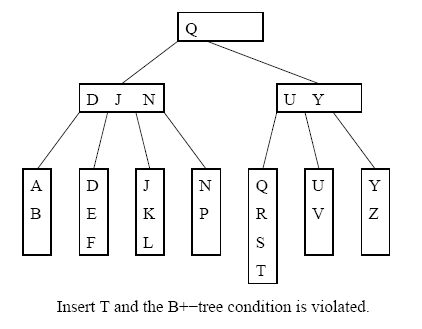 Q
D J N
U Y
A D J N Q U Y
B E K P R V Z
F L S
T
Insert T and the B+−tree condition is violated.